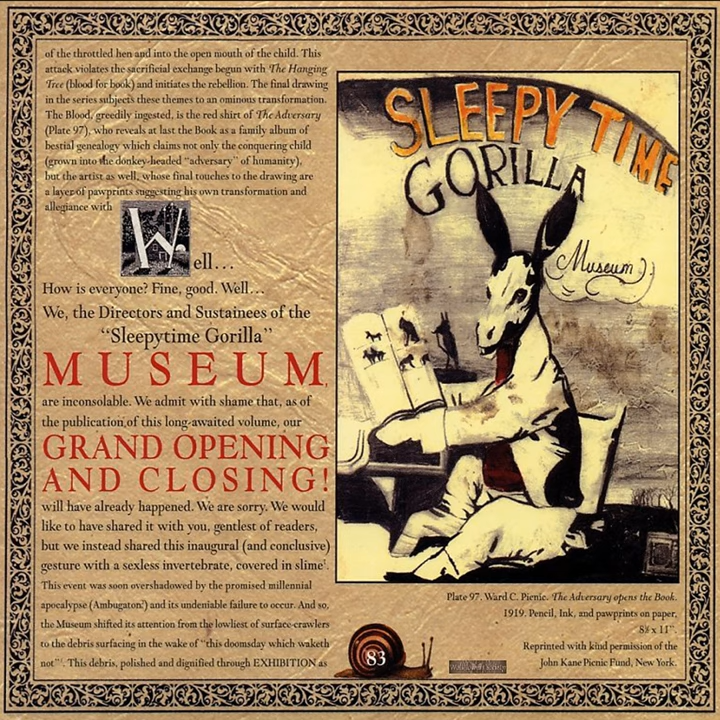 of the throttled hen and into the open mouth of the child. This
attack violates the sacrificial exchange begun with The Hanging
Tree (blood for book) and initiates the rebellion. The final drawing
in the series subjects these themes to an ominous transformation.
The Blood, greedily ingested, is the red shirt of The Adversary
(Plate 97), who reveals at last the Book as a family album of
bestial genealogy which claims not only the conquering child
(grown into the donkey-headed "adversary" of humanity),
but the artist as well, whose final touches to the drawing are
a layer of pawprints suggesting his own transformation and
allegiance with
Well...
How is everyone? Fine, good. Well...
We, the Directors and Sustainees of the
"Sleepytime Gorilla"
MUSEUM,
are inconsolable. We admit with shame that, as of
the publication of this long-awaited volume, our
GRAND OPENING
AND CLOSING!
will have already happened. We are sorry. We would
like to have shared it with you, gentlest of readers,
but we instead shared this inaugural (and conclusive)
gesture with a sexless invertebrate, covered in slime
This event was soon overshadowed by the promised millennial
apocalypse (Ambugaton!) and its undeniable failure to occur. And so,
the Museum shifted its attention from the lowliest of surface-crawlers
to the debris surfacing in the wake of "this doomsday which waketh
not". This debris, polished and dignified through EXHIBITION as
SLEEPY TIME
GORILLA
Museum
Plate 97. Ward C. Picnic. The Adversary opens the Book.
1919. Pencil, Ink, and pawprints on paper,
8½ x 11".
Reprinted with kind permission of the
John Kane Picnic Fund, New York.
83